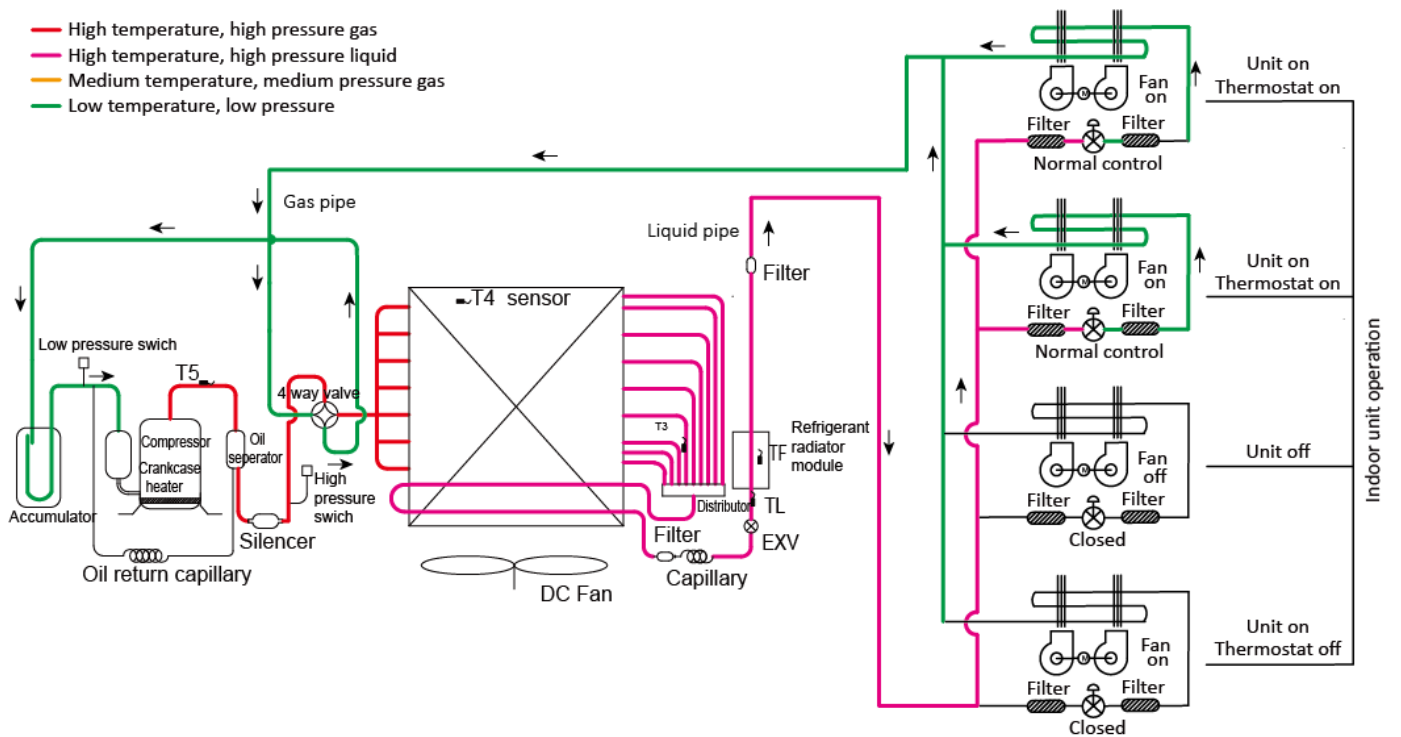 High temperature, high pressure gas
High temperature, high pressure liquid
Medium temperature, medium pressure gas
Low temperature, low pressure
Gas pipe
Liquid pipe
Filter
T4 sensor
Low pressure swich
T5
4 way valve
Compressor
Crankcase
heater
Oil
seperator
High
pressure
swich
Accumulator
Silencer
Oil return capillary
T3
TF
Refrigerant
radiator
module
Distributor
TL
EXV
Filter
Capillary
DC Fan
Fan
on
M
Filter
Filter
Normal control
Unit on
Thermostat on
Fan
on
M
Filter
Filter
Normal control
Unit on
Thermostat on
Fan
off
M
Filter
Filter
Closed
Unit off
Fan
on
M
Filter
Filter
Closed
Unit on
Thermostat off
Indoor unit operation